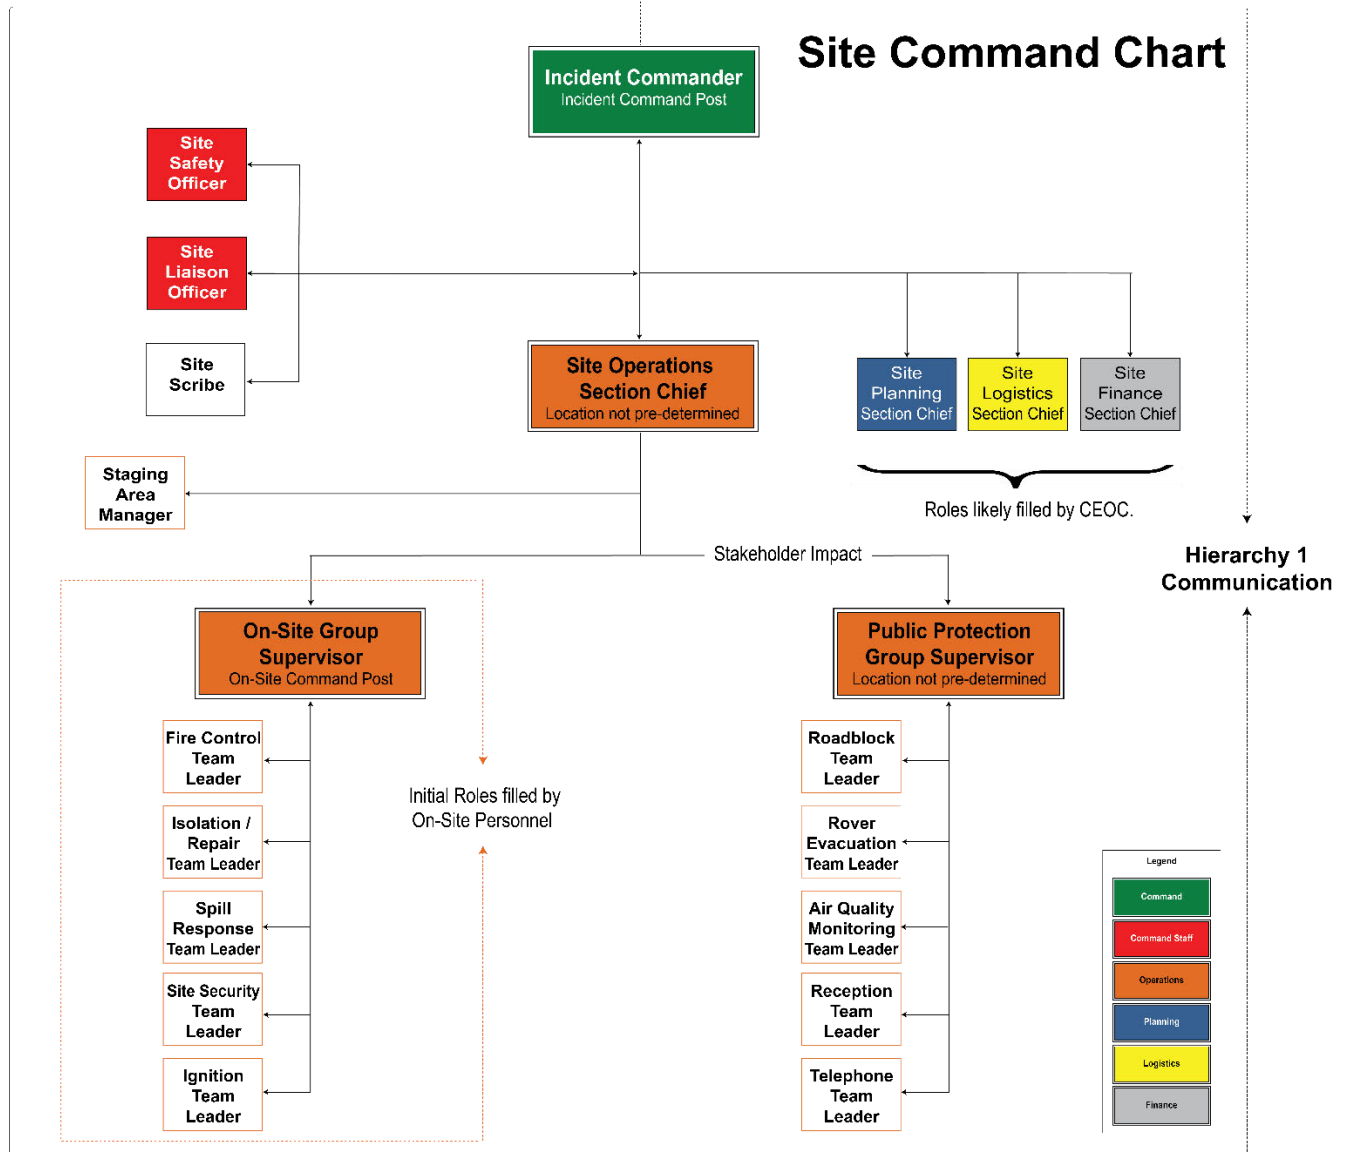 Site Command Chart
Incident Commander
Incident Command Post
Site
Safety
Officer
Site
Liaison
Officer
Site
Scribe
Site Operations
Section Chief
Location not pre-determined
Site
Planning
Section Chief
Site
Logistics
Section Chief
Site
Finance
Section Chief
Roles likely filled by CEOC.
Staging
Area
Manager
Stakeholder Impact
Hierarchy 1
Communication
On-Site Group
Supervisor
On-Site Command Post
Public Protection
Group Supervisor
Location not pre-determined
Fire Control
Team
Leader
Isolation /
Repair
Team Leader
Spill
Response
Team Leader
Site Security
Team
Leader
Ignition
Team
Leader
Initial Roles filled by
On-Site Personnel
Roadblock
Team
Leader
Rover
Evacuation
Team Leader
Air Quality
Monitoring
Team Leader
Reception
Team
Leader
Telephone
Team
Leader
Legend
Command
Command Staff
Operations
Planning
Logistics
Finance